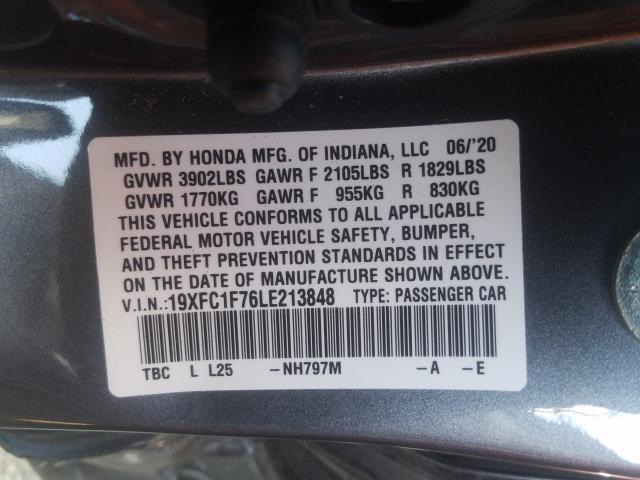 MFD. BY HONDA MFG. OF INDIANA, LLC 06/'20
GVWR 3902LBS GAWR F 2105LBS R 1829LBS
GVWR 1770KG GAWR F 955KG R 830KG
THIS VEHICLE CONFORMS TO ALL APPLICABLE
FEDERAL MOTOR VEHICLE SAFETY, BUMPER,
AND THEFT PREVENTION STANDARDS IN EFFECT
ON THE DATE OF MANUFACTURE SHOWN ABOVE.
V.I.N.:19XFC1F76LE213848 TYPE: PASSENGER CAR
TBC L L25 -NH797M -A -E